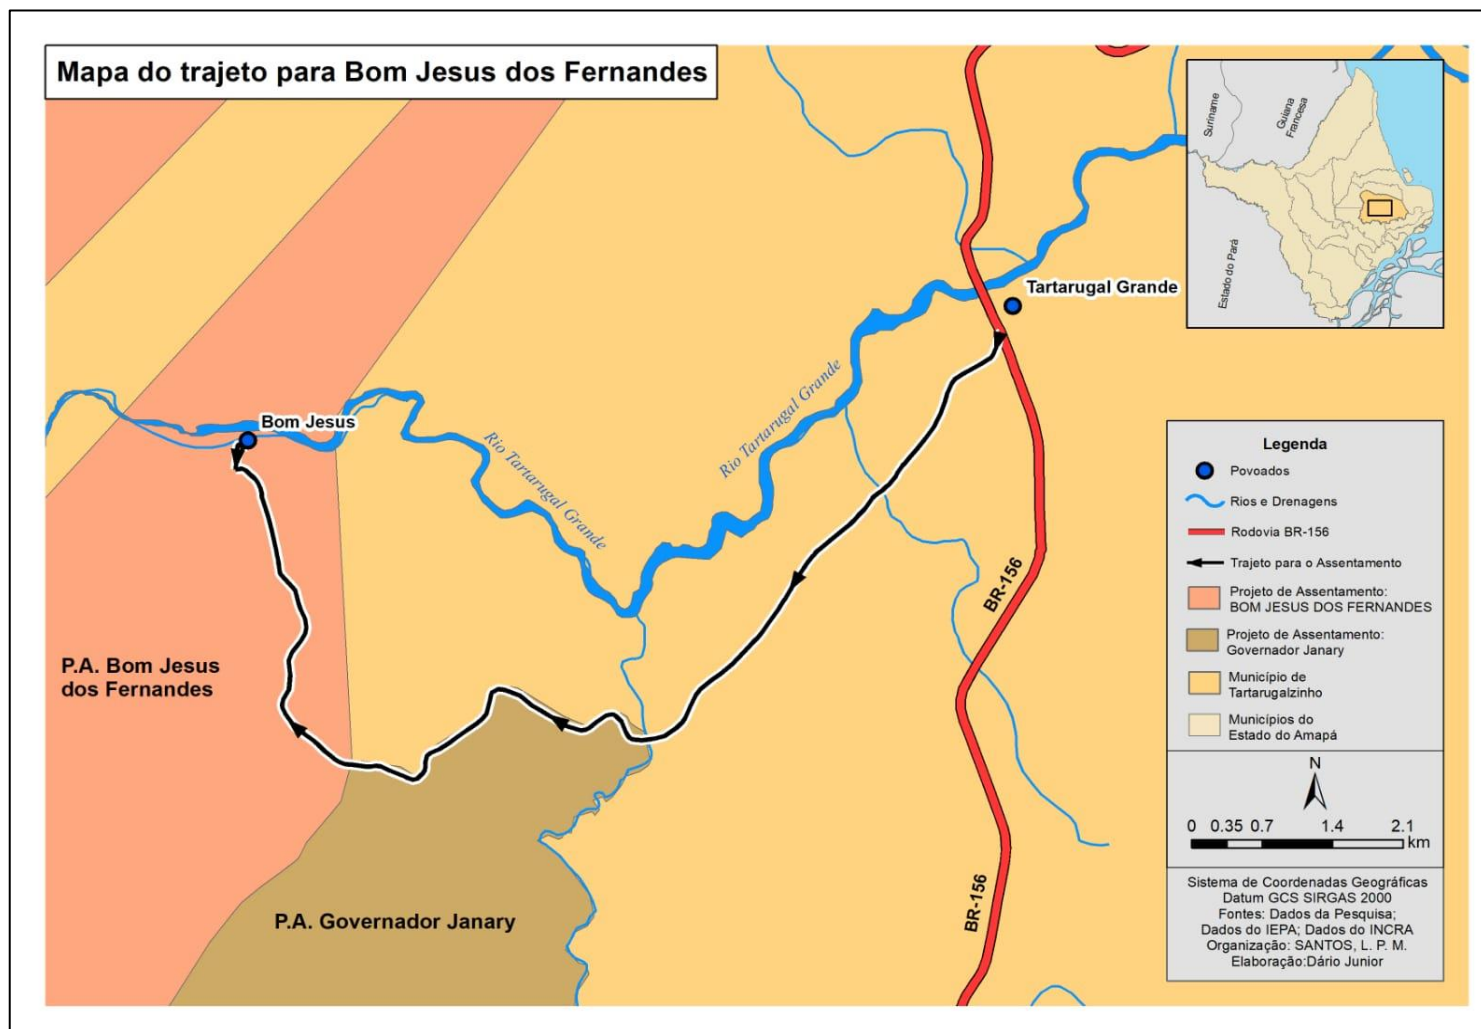 Mapa do trajeto para Bom Jesus dos Fernandes
Suriname
Guiana
Francesa
Estado do Pará
Tartarugal Grande
Rio Tartarugal Grande
Bom Jesus
Rio Tartarugal Grande
BR-156
P.A. Bom Jesus
dos Fernandes
P.A. Governador Janary
BR-156
Legenda
Povoados
Rios e Drenagens
Rodovia BR-156
Trajeto para o Assentamento
Projeto de Assentamento:
BOM JESUS DOS FERNANDES
Projeto de Assentamento:
Governador Janary
Município de
Tartarugalzinho
Municípios do
Estado do Amapá
N
0 0.35 0.7 1.4 2.1
km
Sistema de Coordenadas Geográficas
Datum GCS SIRGAS 2000
Fontes: Dados da Pesquisa;
Dados do IEPA; Dados do INCRA
Organização: SANTOS, L. P. M.
Elaboração:Dário Junior